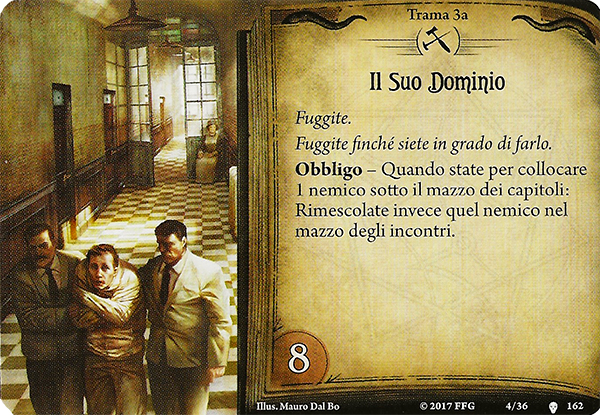 Trama 3a
Il Suo Dominio
Fuggite.
Fuggite finché siete in grado di farlo.
Obbligo – Quando state per collocare
1 nemico sotto il mazzo dei capitoli:
Rimescolate invece quel nemico nel
mazzo degli incontri.
8
Illus. Mauro Dal Bo
© 2017 FFG
4/36
162